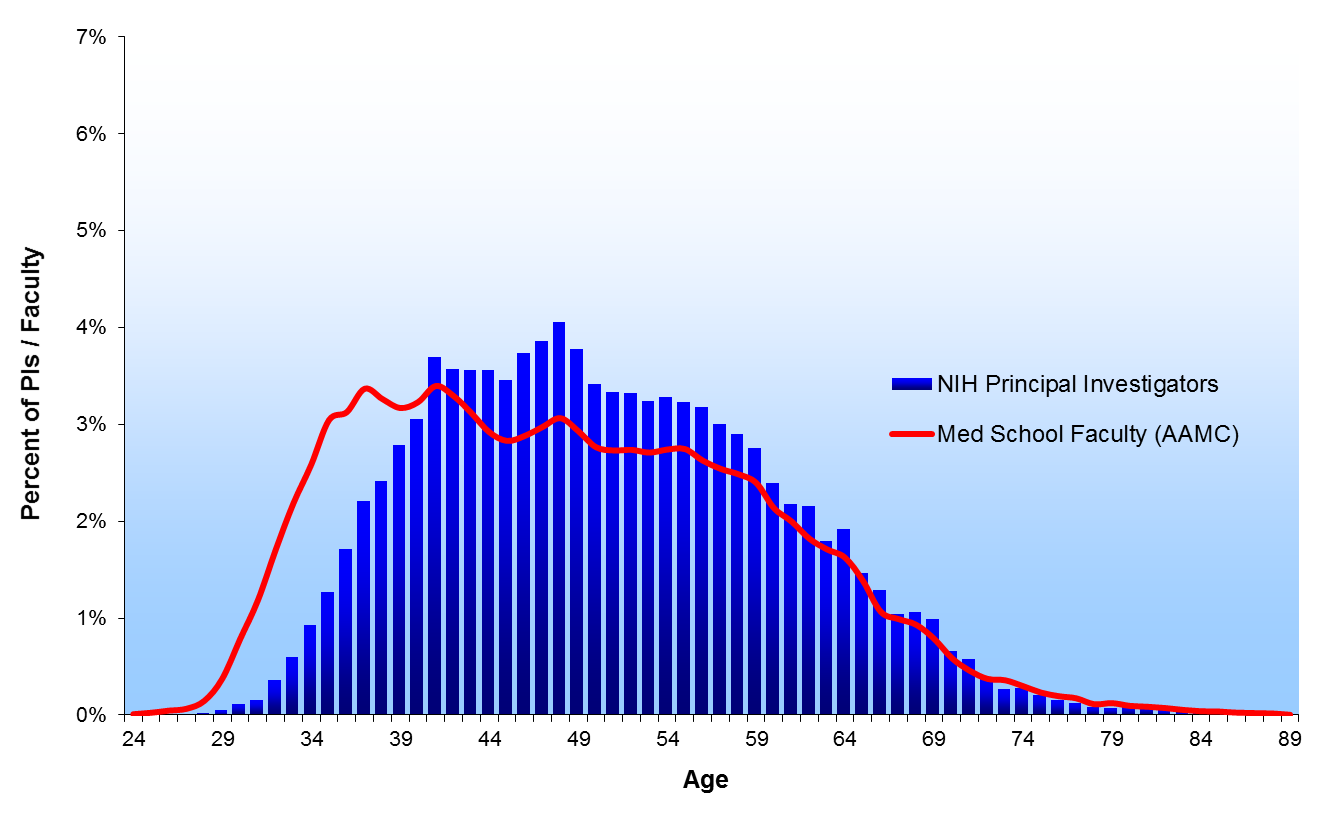 7%
6%
5%
4%
3%
2%
1%
0%
Percent of PIs / Faculty
NIH Principal Investigators
Med School Faculty (AAMC)
24 29 34 39 44 49 54 59 64 69 74 79 84 89
Age